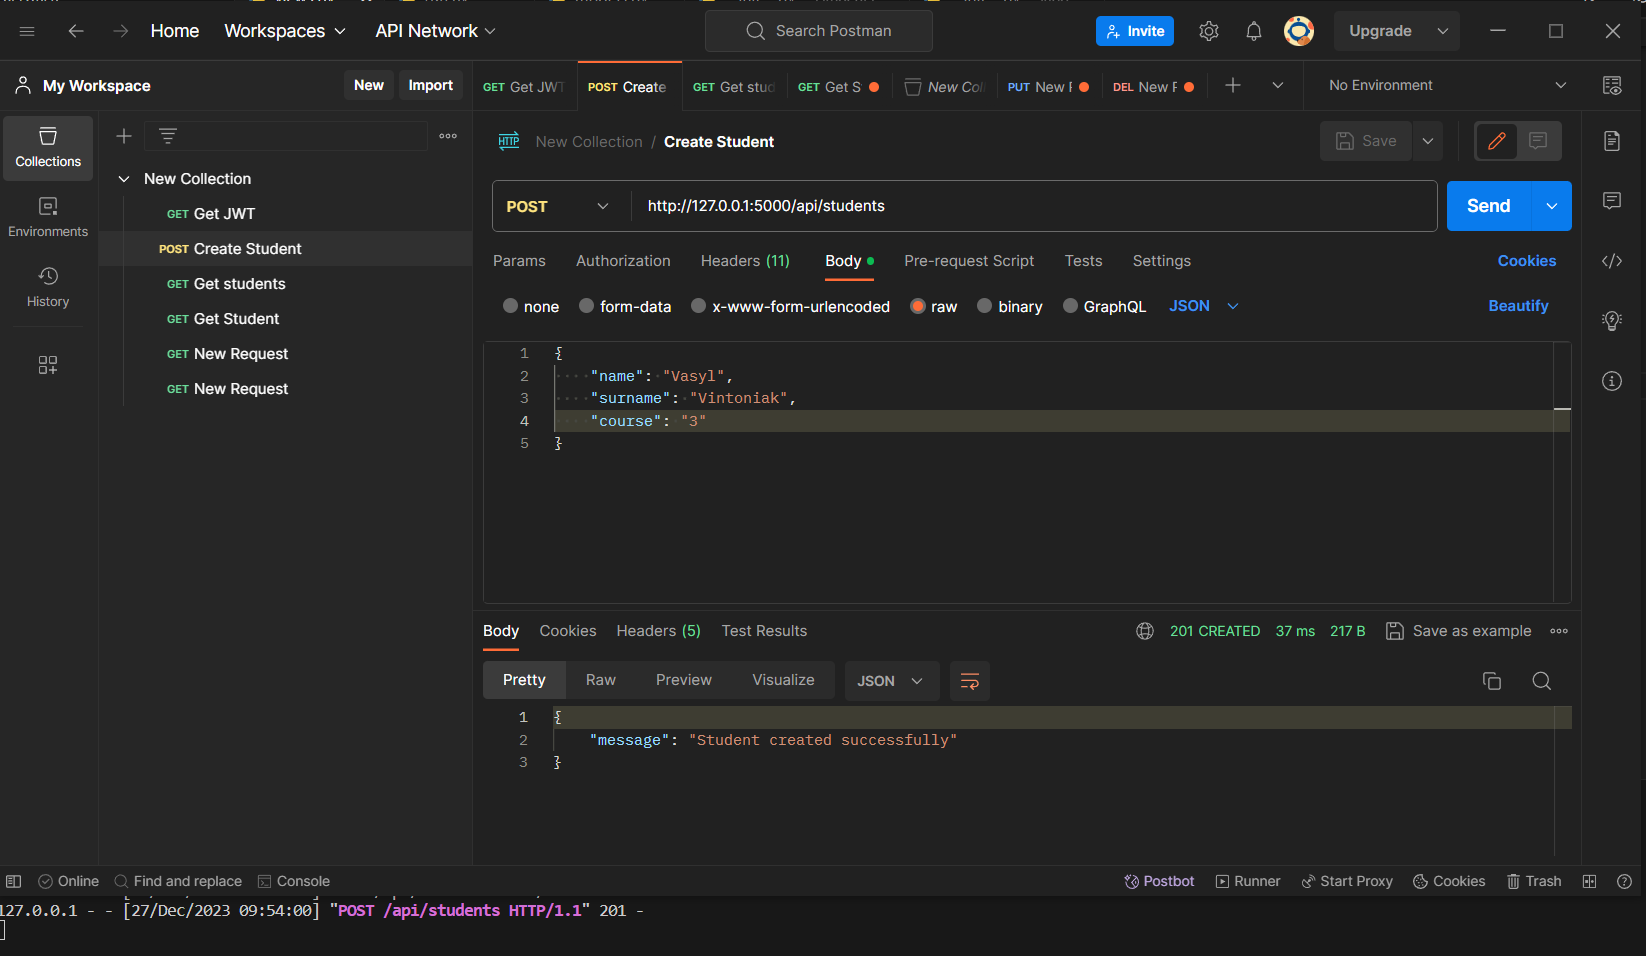 Home Workspaces API Network Search Postman Invite Upgrade
My Workspace New Import GET Get JWT POST Create GET Get stud GET Get S New Col PUT New DEL New No Environment
Collections
Environments
History
New Collection
GET Get JWT
POST Create Student
GET Get students
GET Get Student
GET New Request
GET New Request
HTTP New Collection / Create Student Save
POST http://127.0.0.1:5000/api/students Send
Params Authorization Headers (11) Body Pre-request Script Tests Settings Cookies
none form-data x-www-form-urlencoded raw binary GraphQL JSON Beautify
1 {
2 "name": "Vasyl",
3 "surname": "Vintoniak",
4 "course": "3"
5 }
Body Cookies Headers (5) Test Results 201 CREATED 37 ms 217 B Save as example
Pretty Raw Preview Visualize JSON
1 {
2 "message": "Student created successfully"
3 }
Online Find and replace Console Postbot Runner Start Proxy Cookies Trash
127.0.0.1 - - [27/Dec/2023 09:54:00] "POST /api/students HTTP/1.1" 201 -